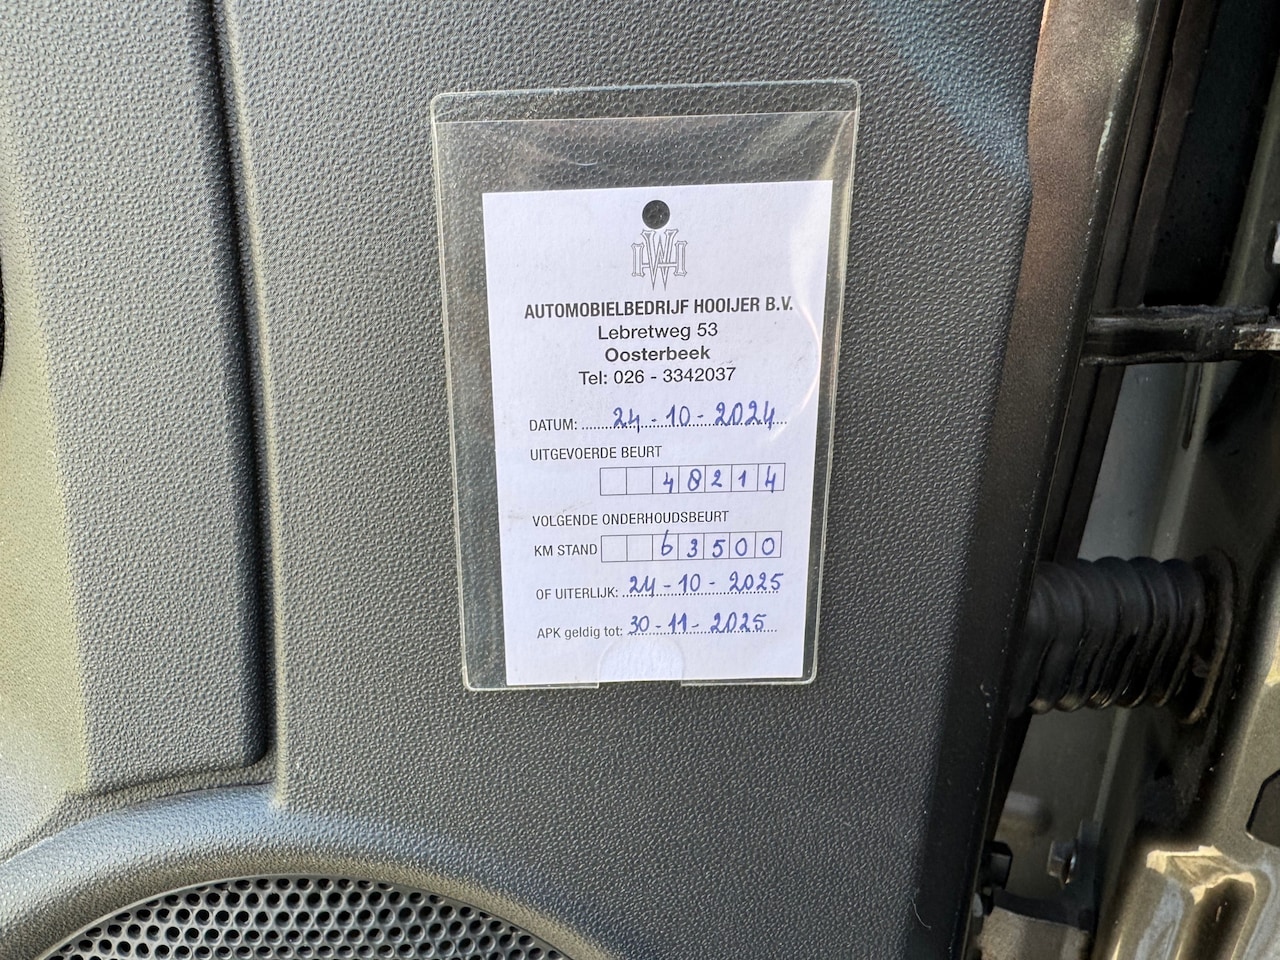 WH
AUTOMOBIELBEDRIJF HOOIJER B.V.
Lebretweg 53
Oosterbeek
Tel: 026 - 3342037
DATUM: 24-10-2024
UITGEVOERDE BEURT
48214
VOLGENDE ONDERHOUDSBEURT
KM STAND 63500
OF UITERLIJK: 24-10-2025
APK geldig tot: 30-11-2025